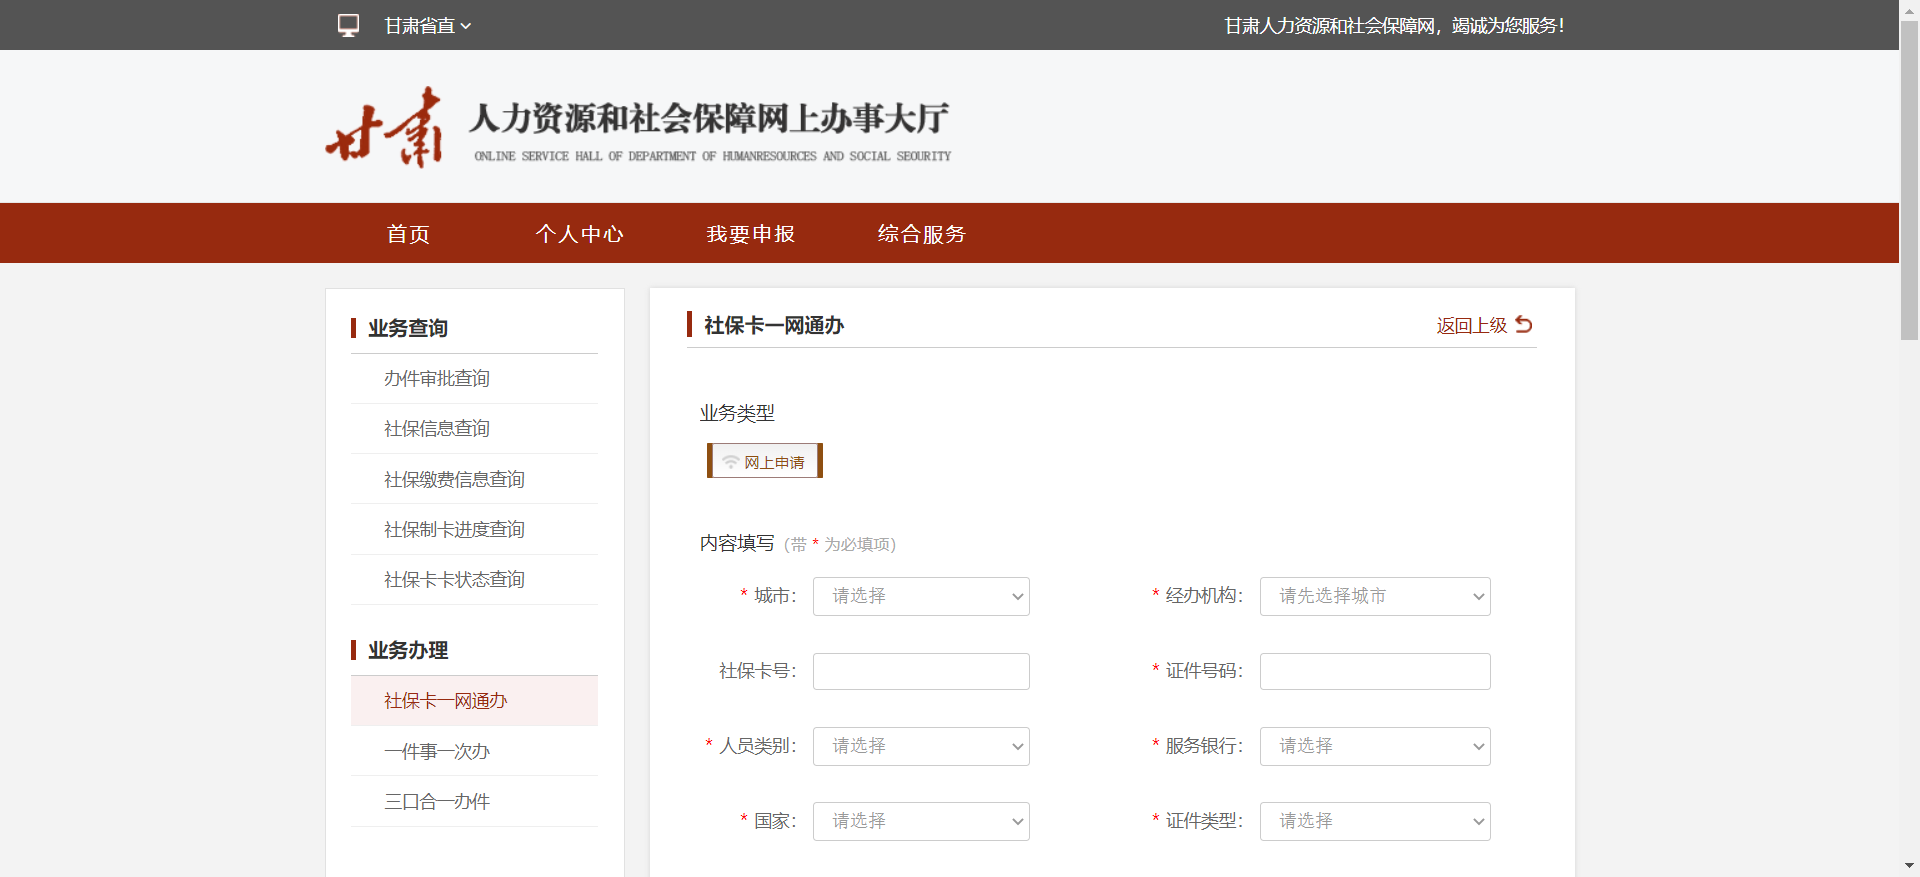 甘肃省直
甘肃人力资源和社会保障网，竭诚为您服务！
甘肃
人力资源和社会保障网上办事大厅
ONLINE SERVICE HALL OF DEPARTMENT OF HUMANRESOURCES AND SOCIAL SEOURITY
首页 个人中心 我要申报 综合服务
业务查询
办件审批查询
社保信息查询
社保缴费信息查询
社保制卡进度查询
社保卡卡状态查询
业务办理
社保卡一网通办
一件事一次办
三口合一办件
社保卡一网通办
返回上级
业务类型
网上申请
内容填写 (带 * 为必填项)
* 城市： 请选择
* 经办机构： 请先选择城市
社保卡号：
* 证件号码：
* 人员类别： 请选择
* 服务银行： 请选择
* 国家： 请选择
* 证件类型： 请选择